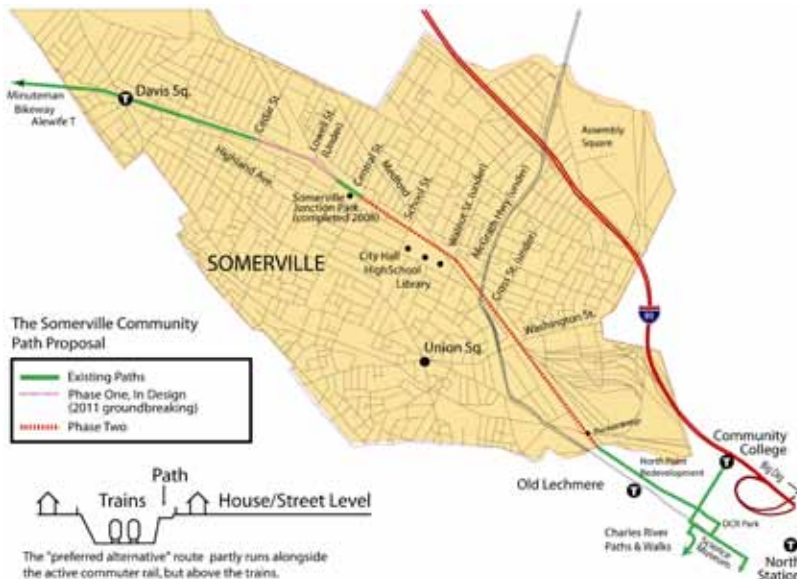 Minuteman
Bikeway
Alewife T
T
Davis Sq.
Cedar St.
Lowell St.
(under)
Highland Ave.
Central St.
Medford
School St.
Walnut St. (under)
McGrath Hwy (under)
Cross St. (under)
Assembly
Square
Somerville
Junction Park
(completed 2008)
SOMERVILLE
City Hall
HighSchool
Library
Washington St.
93
Union Sq.
The Somerville Community
Path Proposal
Existing Paths
Phase One, In Design
(2011 groundbreaking)
Phase Two
Community
College
T
North Point
Redevelopment
Big Dig
Old Lechmere
T
DCR Park
Charles River
Paths & Walks
Science
Museum
T
North
Station
Path
Trains
House/Street Level
The "preferred alternative" route partly runs alongside
the active commuter rail, but above the trains.